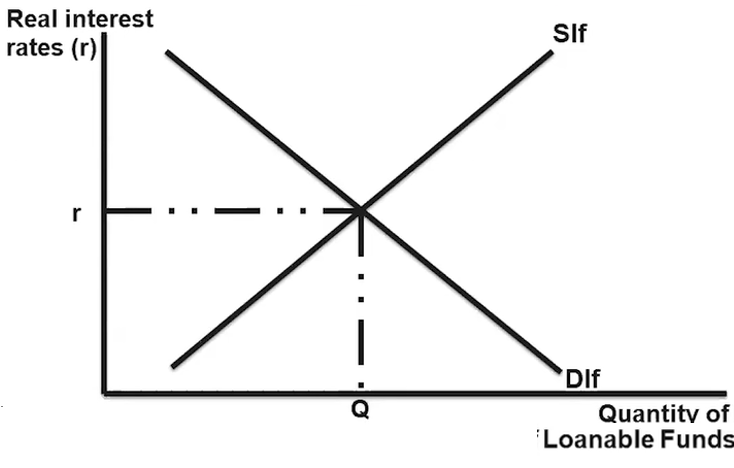 Real interest
rates (r)
Slf
r
Dlf
Q
Quantity of
Loanable Funds